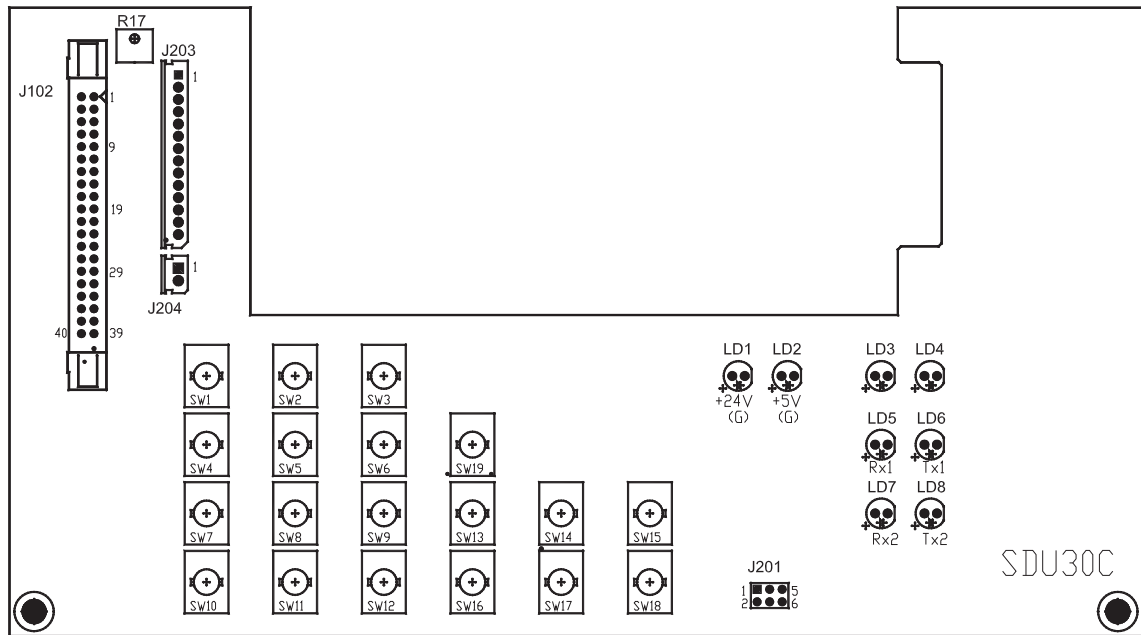 R17
J203
J102
1
1
9
19
29
1
J204
40
39
SW1
SW2
SW3
LD1
LD2
LD3
LD4
+24V
+5V
(G)
(G)
SW4
SW5
SW6
SW19
LD5
LD6
Rx1
Tx1
SW7
SW8
SW9
SW13
SW14
SW15
LD7
LD8
Rx2
Tx2
SW10
SW11
SW12
SW16
SW17
SW18
J201
1
5
2
6
SDU30C